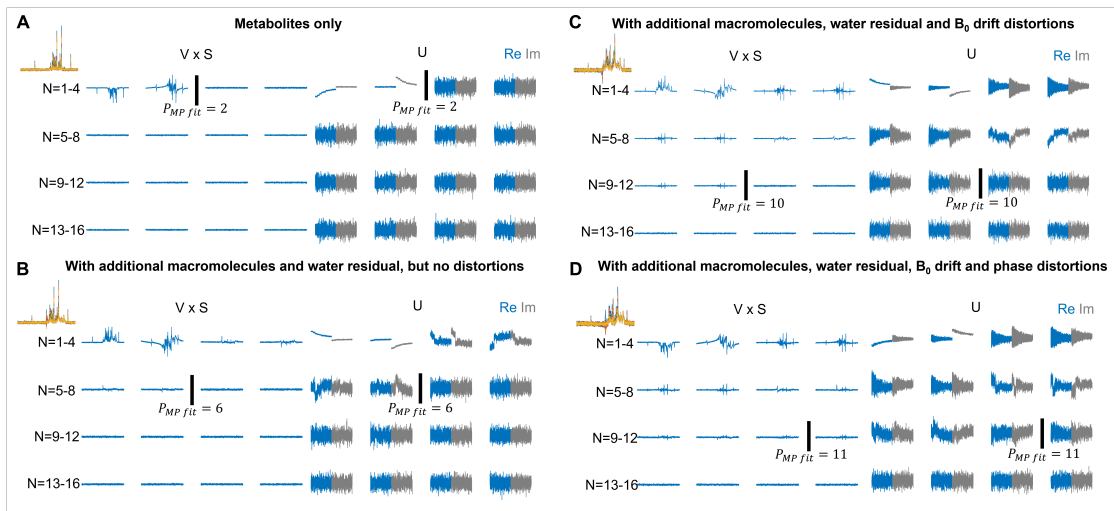 A
Metabolites only
V x S
U
Re Im
N=1-4
P_MP fit = 2
P_MP fit = 2
N=5-8
N=9-12
N=13-16
B
With additional macromolecules and water residual, but no distortions
V x S
U
Re Im
N=1-4
N=5-8
P_MP fit = 6
P_MP fit = 6
N=9-12
N=13-16
C
With additional macromolecules, water residual and B₀ drift distortions
V x S
U
Re Im
N=1-4
N=5-8
N=9-12
P_MP fit = 10
P_MP fit = 10
N=13-16
D
With additional macromolecules, water residual, B₀ drift and phase distortions
V x S
U
Re Im
N=1-4
N=5-8
N=9-12
P_MP fit = 11
P_MP fit = 11
N=13-16